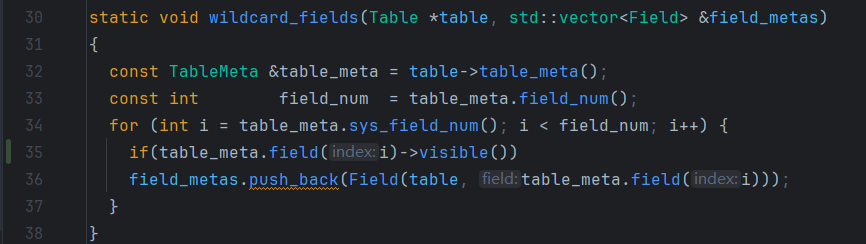 30 static void wildcard_fields(Table *table, std::vector<Field> &field_metas)
31 {
32   const TableMeta &table_meta = table->table_meta();
33   const int        field_num  = table_meta.field_num();
34   for (int i = table_meta.sys_field_num(); i < field_num; i++) {
35     if(table_meta.field( index: i)->visible())
36     field_metas.push_back(Field(table,  field: table_meta.field( index: i)));
37   }
38 }